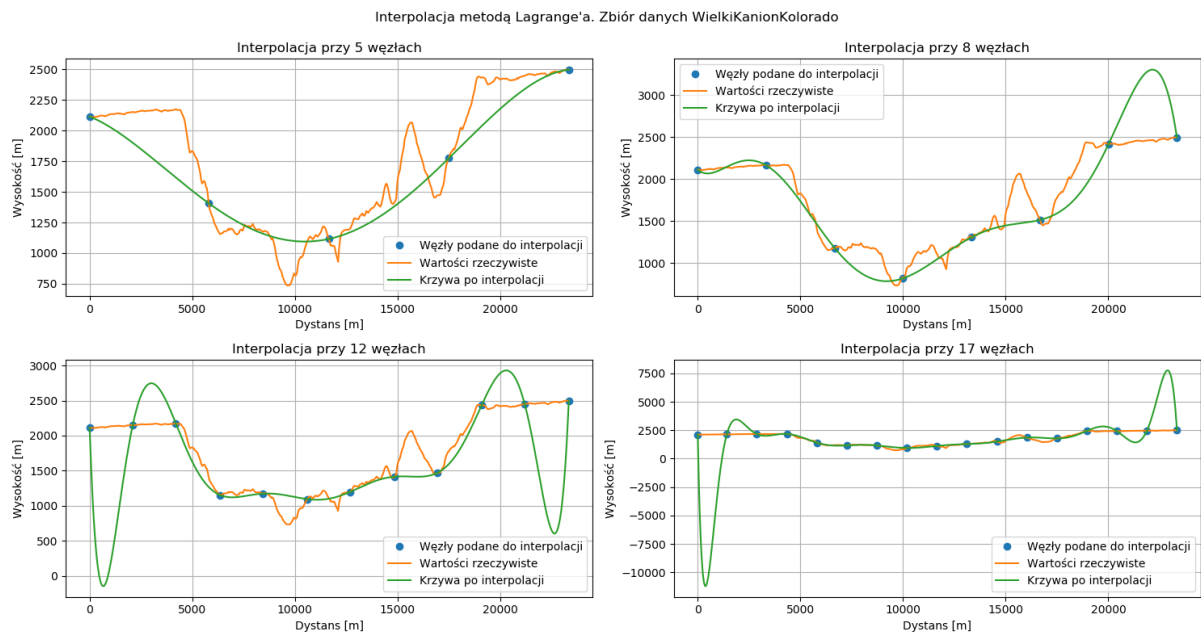 Interpolacja metodą Lagrange'a. Zbiór danych WielkiKanionKolorado
Interpolacja przy 5 węzłach
2500
2250
2000
1750
1500
1250
1000
750
Wysokość [m]
Węzły podane do interpolacji
Wartości rzeczywiste
Krzywa po interpolacji
0 5000 10000 15000 20000
Dystans [m]
Interpolacja przy 8 węzłach
3000
2500
2000
1500
1000
Wysokość [m]
Węzły podane do interpolacji
Wartości rzeczywiste
Krzywa po interpolacji
0 5000 10000 15000 20000
Dystans [m]
Interpolacja przy 12 węzłach
3000
2500
2000
1500
1000
500
0
Wysokość [m]
Węzły podane do interpolacji
Wartości rzeczywiste
Krzywa po interpolacji
0 5000 10000 15000 20000
Dystans [m]
Interpolacja przy 17 węzłach
7500
5000
2500
0
−2500
−5000
−7500
−10000
Wysokość [m]
Węzły podane do interpolacji
Wartości rzeczywiste
Krzywa po interpolacji
0 5000 10000 15000 20000
Dystans [m]